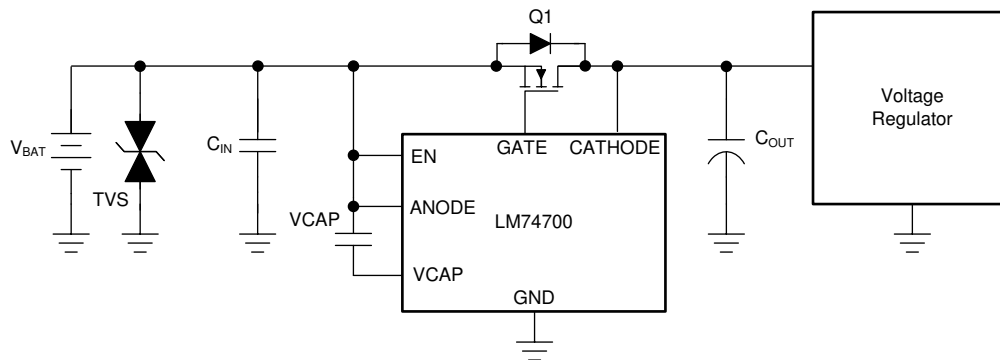 Q1
Voltage
Regulator
V_BAT
TVS
C_IN
EN
GATE
CATHODE
C_OUT
ANODE
LM74700
VCAP
VCAP
GND